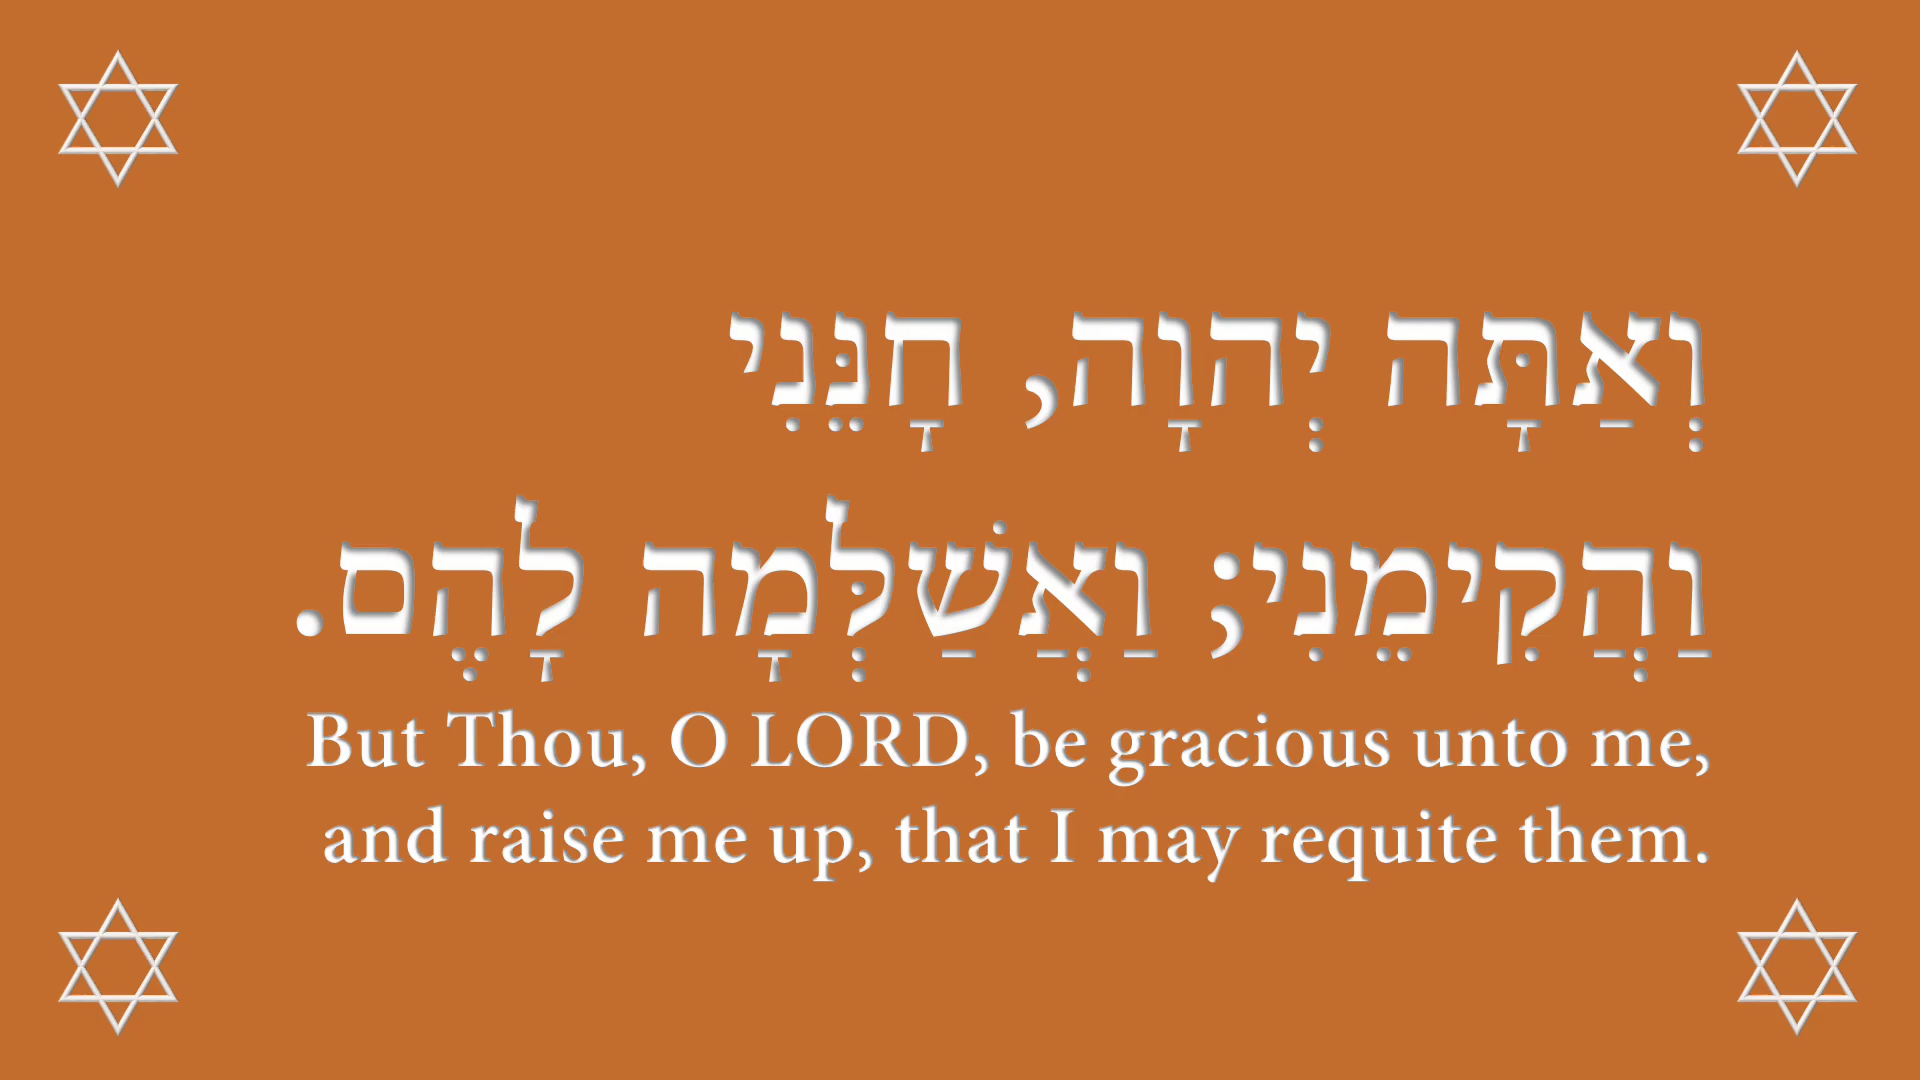 וְאַתָּה יְהוָה, חָנֵּנִי
וַהֲקִימֵנִי; וַאֲשַׁלְּמָה לָהֶם.
But Thou, O LORD, be gracious unto me,
and raise me up, that I may requite them.